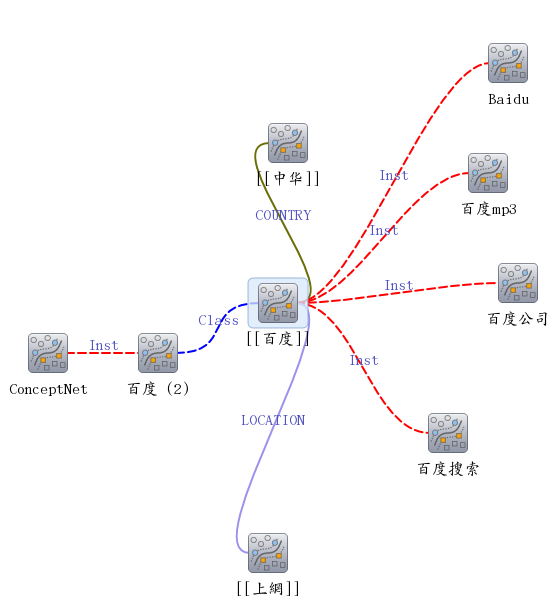 Baidu
[[中华]]
Inst
百度mp3
COUNTRY
Inst
Inst
百度公司
Class
[[百度]]
Inst
Inst
ConceptNet
百度 (2)
LOCATION
百度搜索
[[上網]]